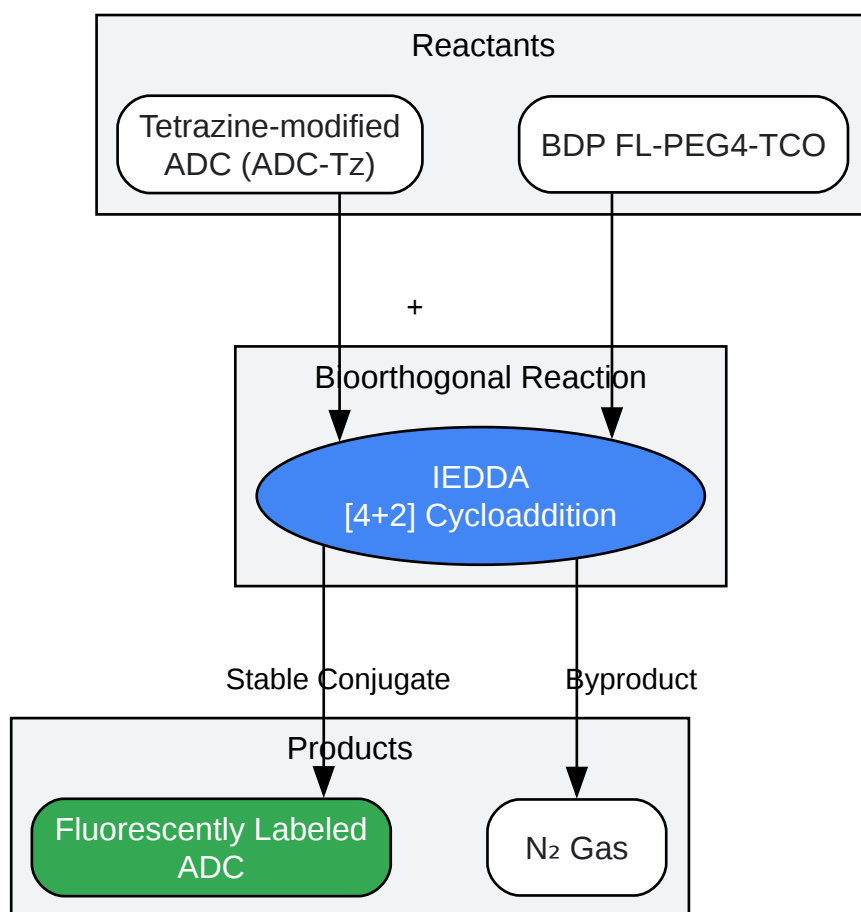 Reactants
Tetrazine-modified
ADC (ADC-Tz)
BDP FL-PEG4-TCO
+
Bioorthogonal Reaction
IEDDA
[4+2] Cycloaddition
Stable Conjugate
Byproduct
Products
Fluorescently Labeled
ADC
N₂ Gas